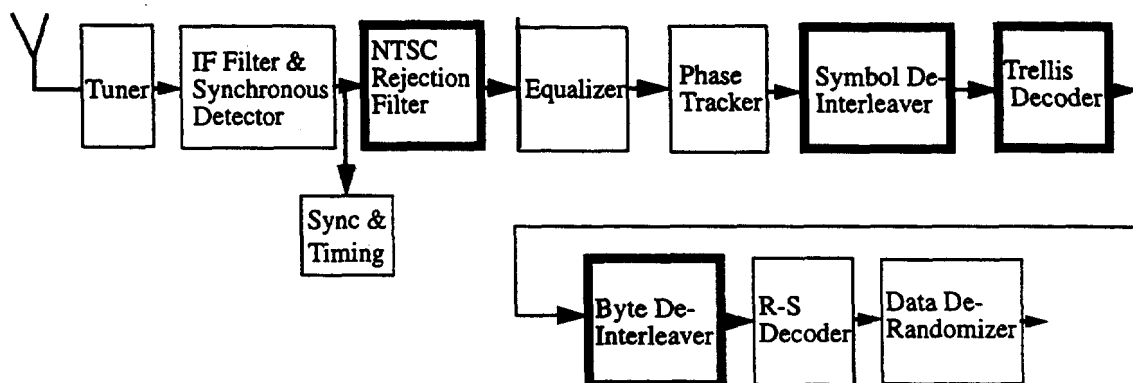 Tuner
IF Filter &
Synchronous
Detector
NTSC
Rejection
Filter
Equalizer
Phase
Tracker
Symbol De-
Interleaver
Trellis
Decoder
Sync &
Timing
Byte De-
Interleaver
R-S
Decoder
Data De-
Randomizer